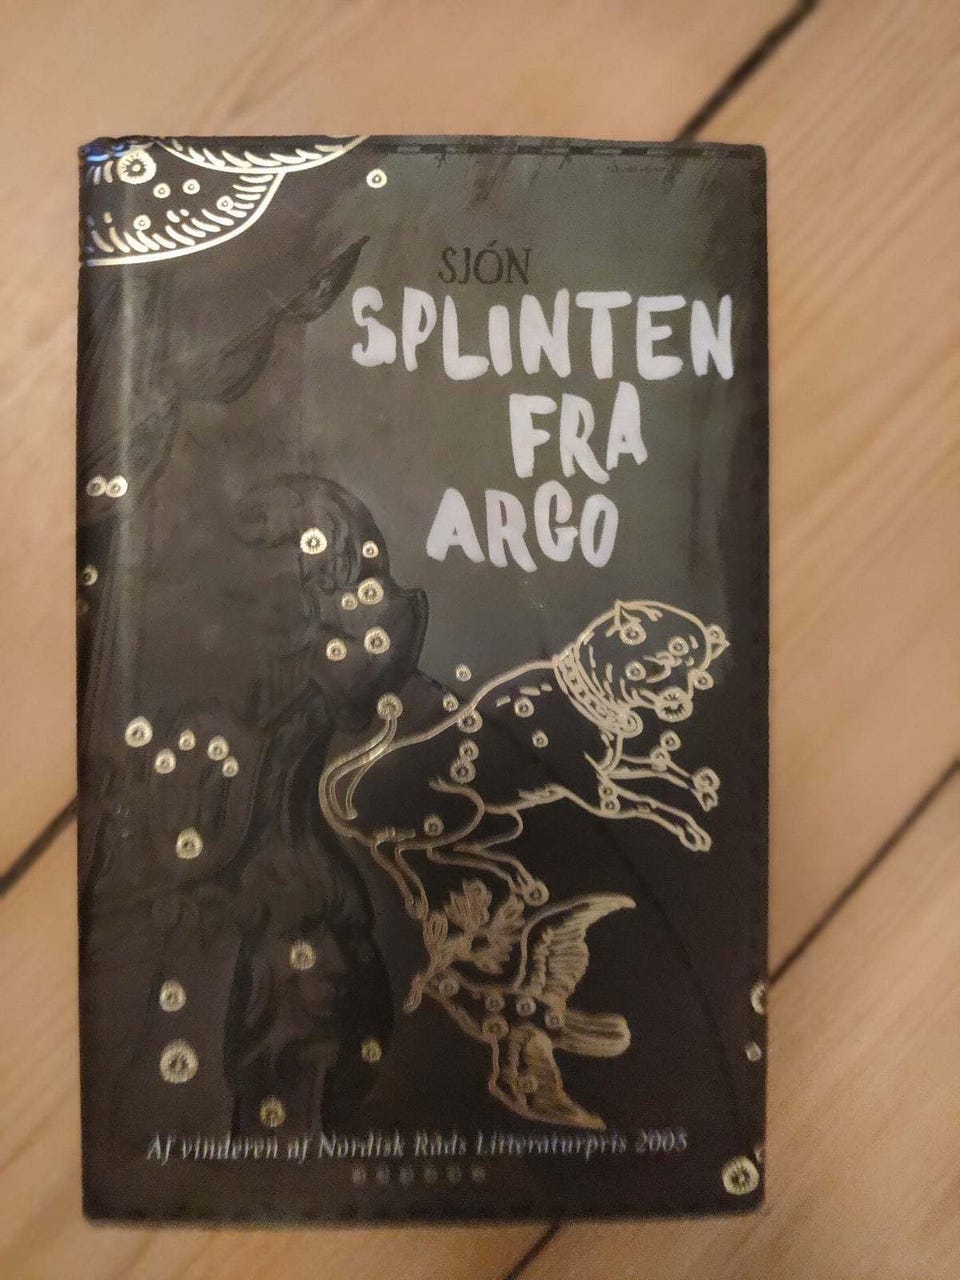 SJÓN
SPLINTEN
FRA
ARGO
Af vinderen af Nordisk Råds Litteraturpris 2005